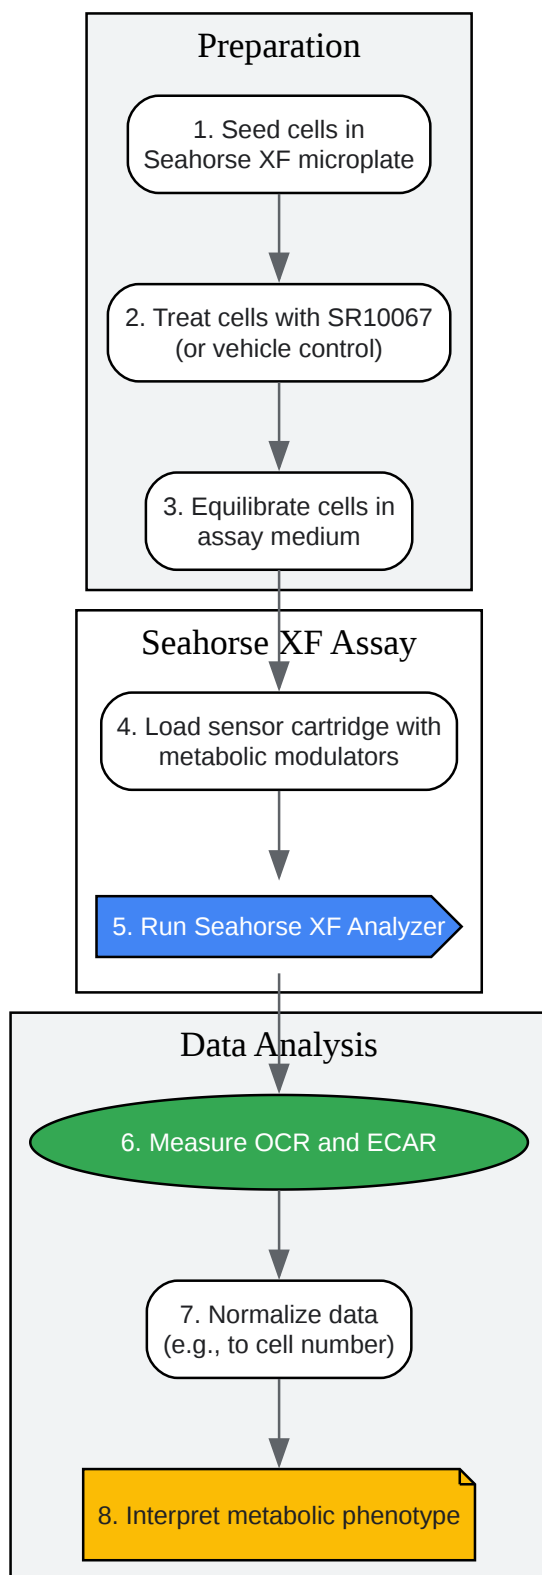 Preparation
1. Seed cells in
Seahorse XF microplate
2. Treat cells with SR10067
(or vehicle control)
3. Equilibrate cells in
assay medium
Seahorse XF Assay
4. Load sensor cartridge with
metabolic modulators
5. Run Seahorse XF Analyzer
Data Analysis
6. Measure OCR and ECAR
7. Normalize data
(e.g., to cell number)
8. Interpret metabolic phenotype